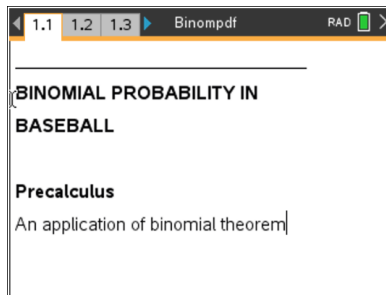 1.1 1.2 1.3 Binompdf RAD
BINOMIAL PROBABILITY IN
BASEBALL
Precalculus
An application of binomial theorem